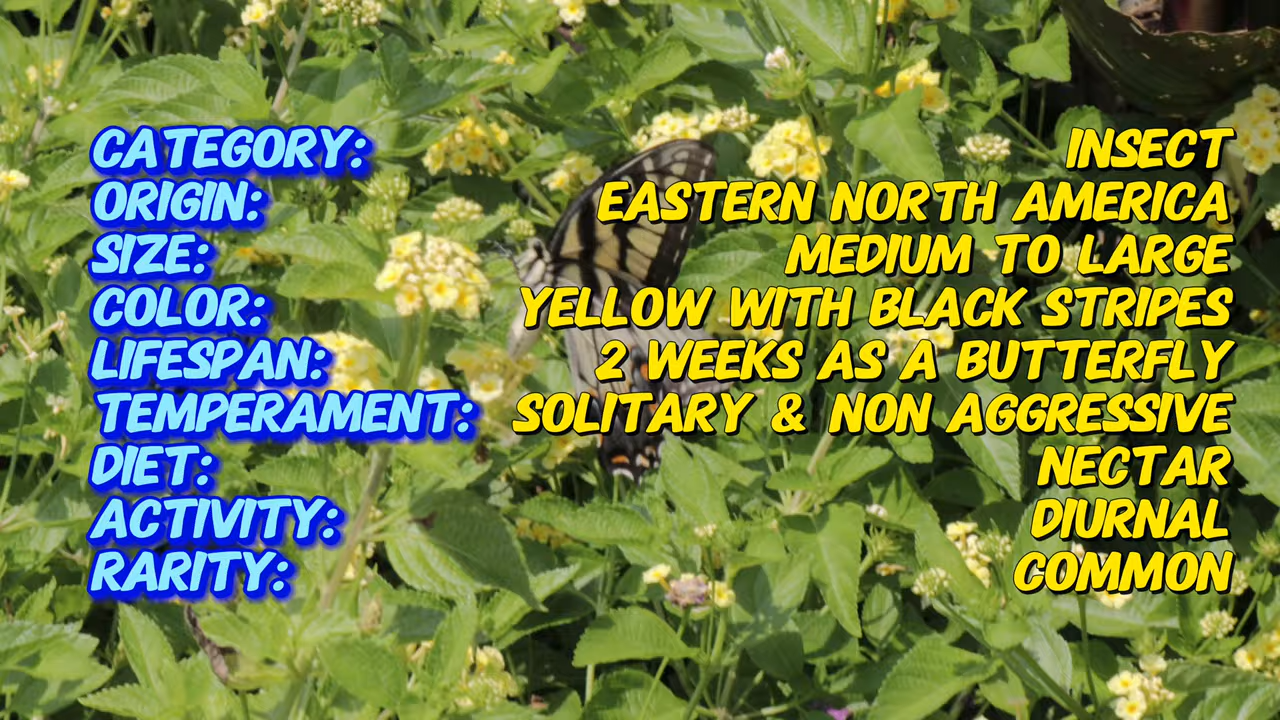 CATEGORY: INSECT
ORIGIN: EASTERN NORTH AMERICA
SIZE: MEDIUM TO LARGE
COLOR: YELLOW WITH BLACK STRIPES
LIFESPAN: 2 WEEKS AS A BUTTERFLY
TEMPERAMENT: SOLITARY & NON AGGRESSIVE
DIET: NECTAR
ACTIVITY: DIURNAL
RARITY: COMMON